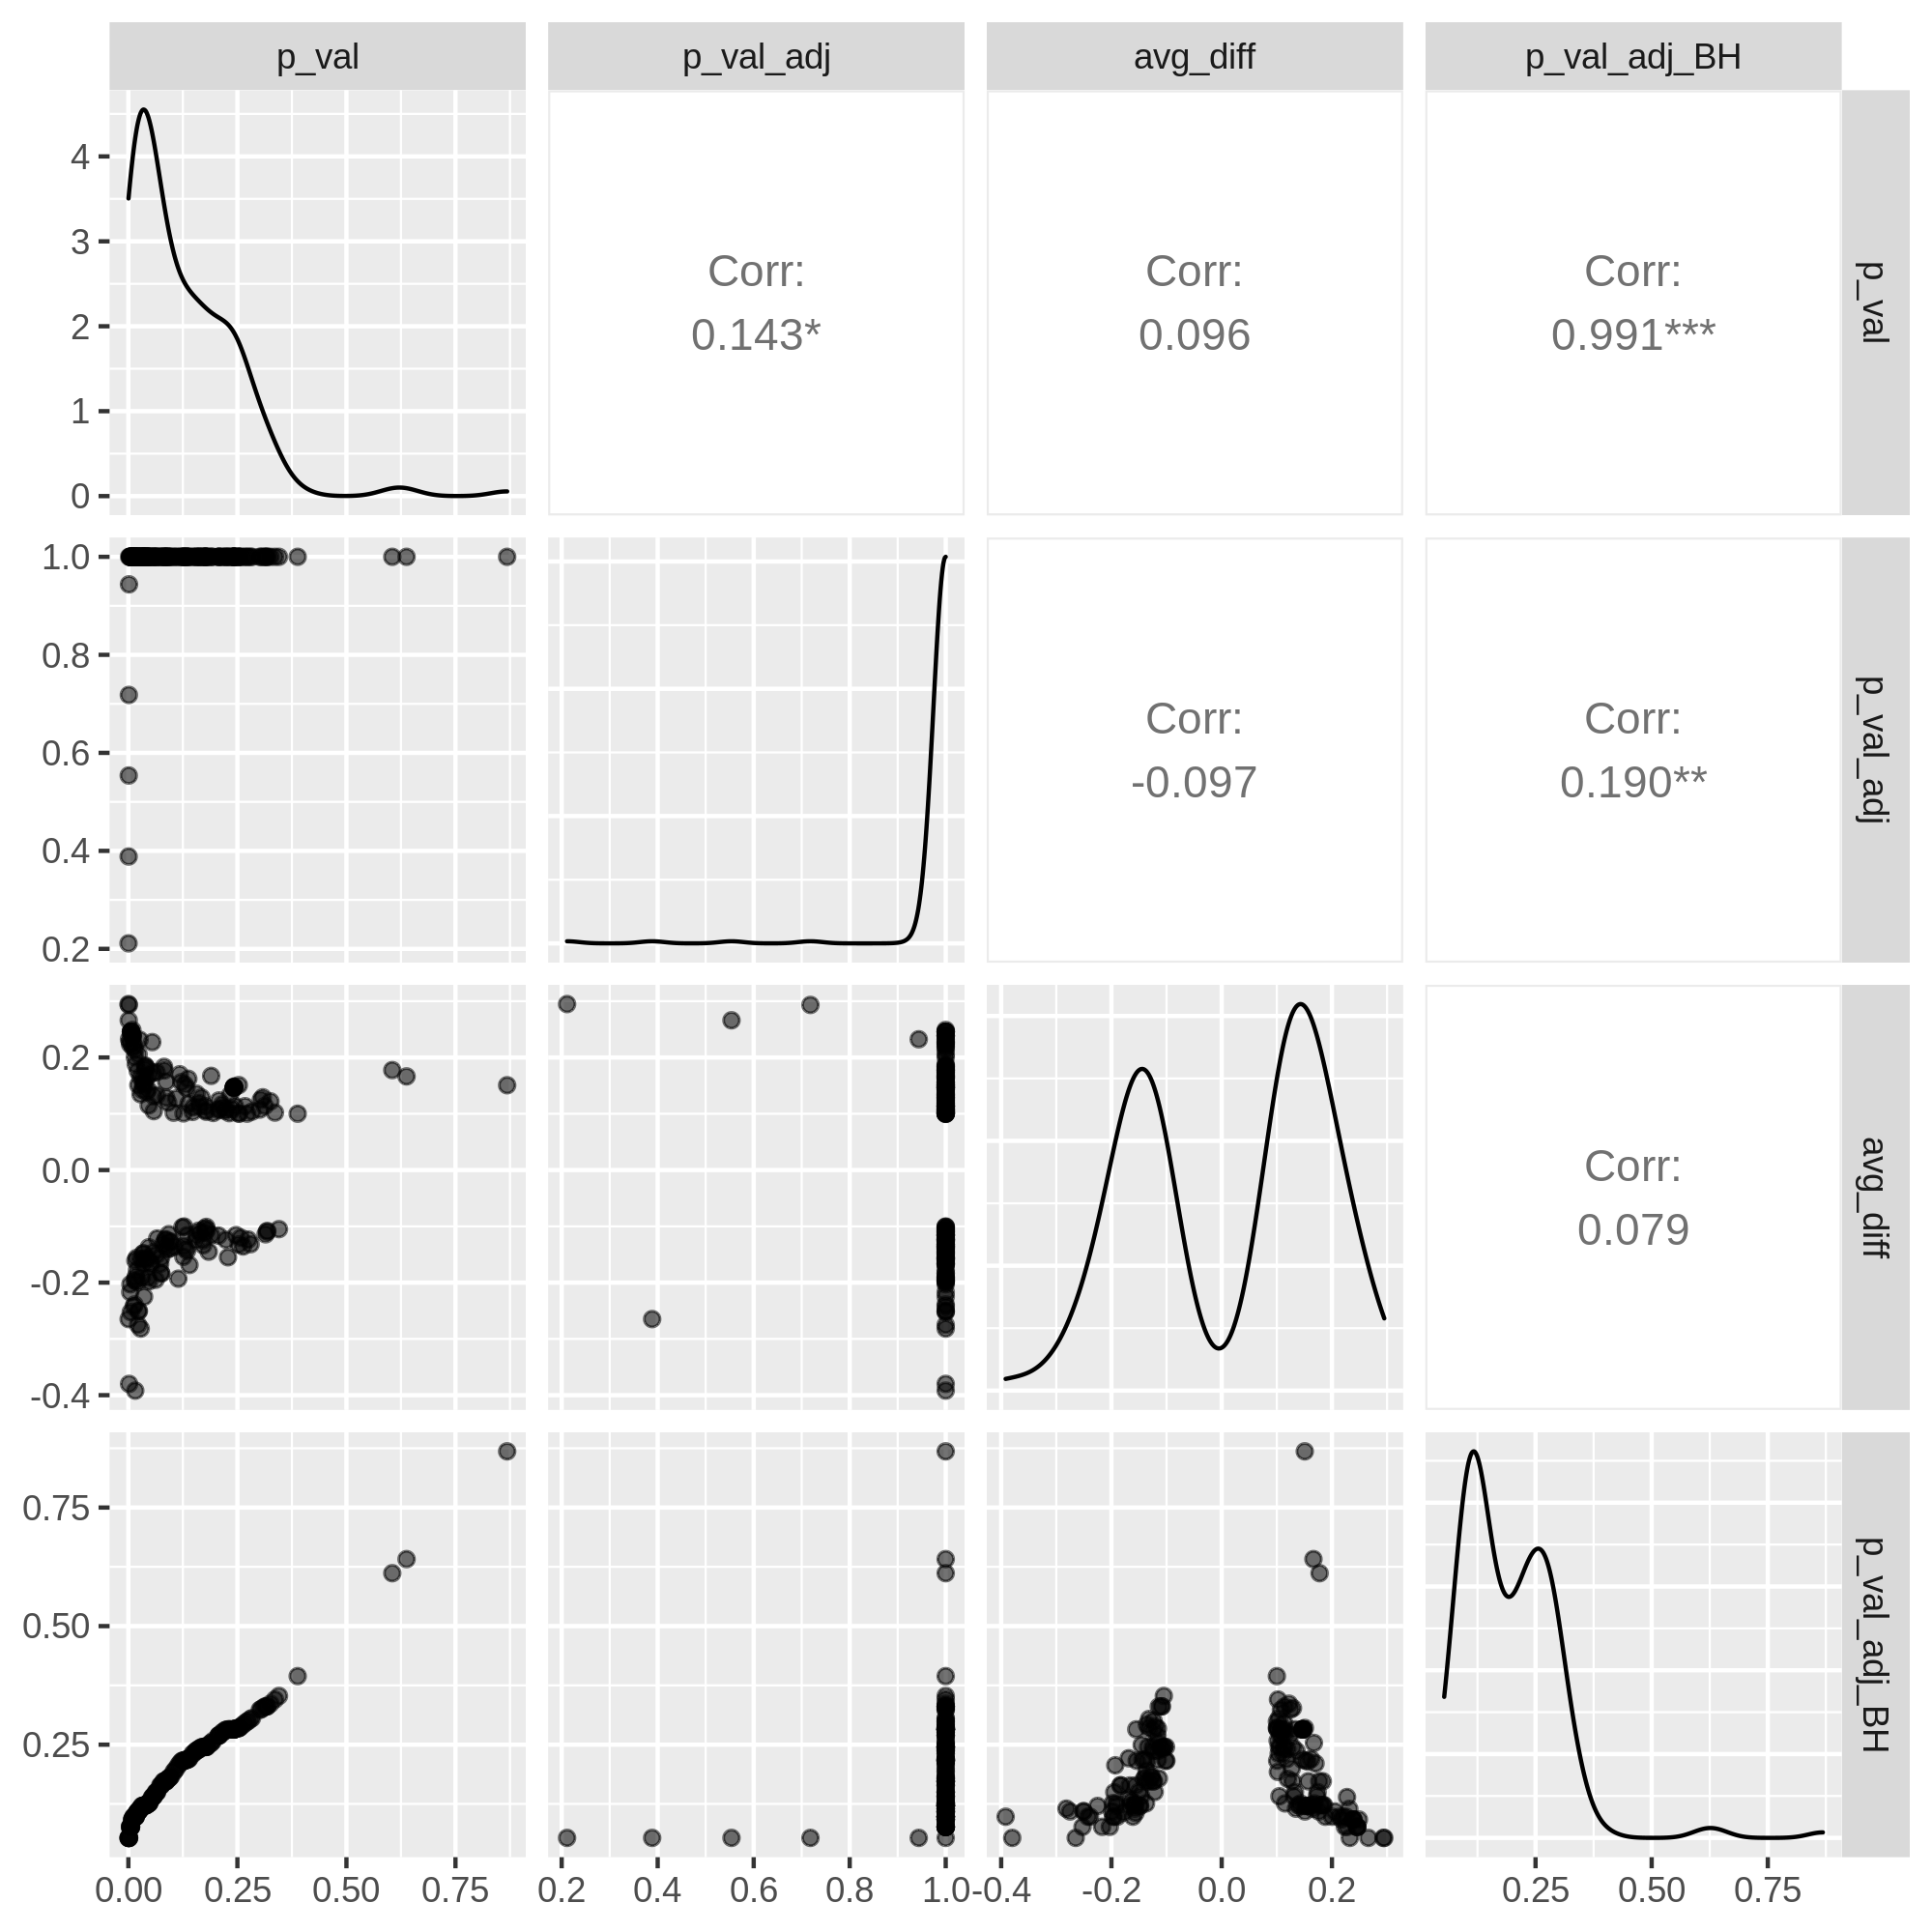 p_val
p_val_adj
avg_diff
p_val_adj_BH
4
3
2
1
0
Corr:
0.143*
Corr:
0.096
Corr:
0.991***
p_val
1.0
0.8
0.6
0.4
0.2
Corr:
-0.097
Corr:
0.190**
p_val_adj
0.2
0.0
-0.2
-0.4
Corr:
0.079
avg_diff
0.75
0.50
0.25
p_val_adj_BH
0.00 0.25 0.50 0.75
0.2 0.4 0.6 0.8 1.0
-0.4 -0.2 0.0 0.2
0.25 0.50 0.75